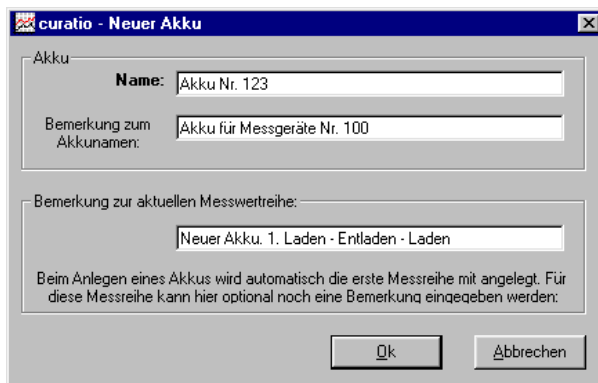 curatio - Neuer Akku
Akku
Name: Akku Nr. 123
Bemerkung zum
Akkunamen: Akku für Messgeräte Nr. 100
Bemerkung zur aktuellen Messwertreihe:
Neuer Akku. 1. Laden - Entladen - Laden
Beim Anlegen eines Akkus wird automatisch die erste Messreihe mit angelegt. Für
diese Messreihe kann hier optional noch eine Bemerkung eingegeben werden:
Ok Abbrechen